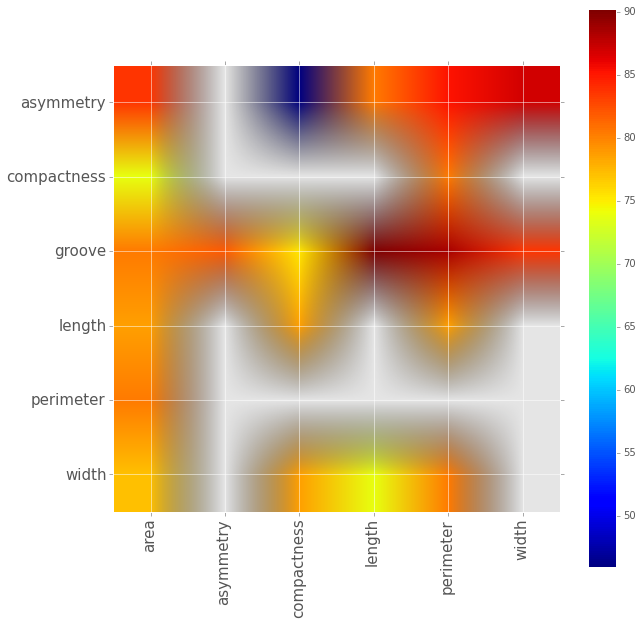 asymmetry
compactness
groove
length
perimeter
width
area
asymmetry
compactness
length
perimeter
width
90
85
80
75
70
65
60
55
50